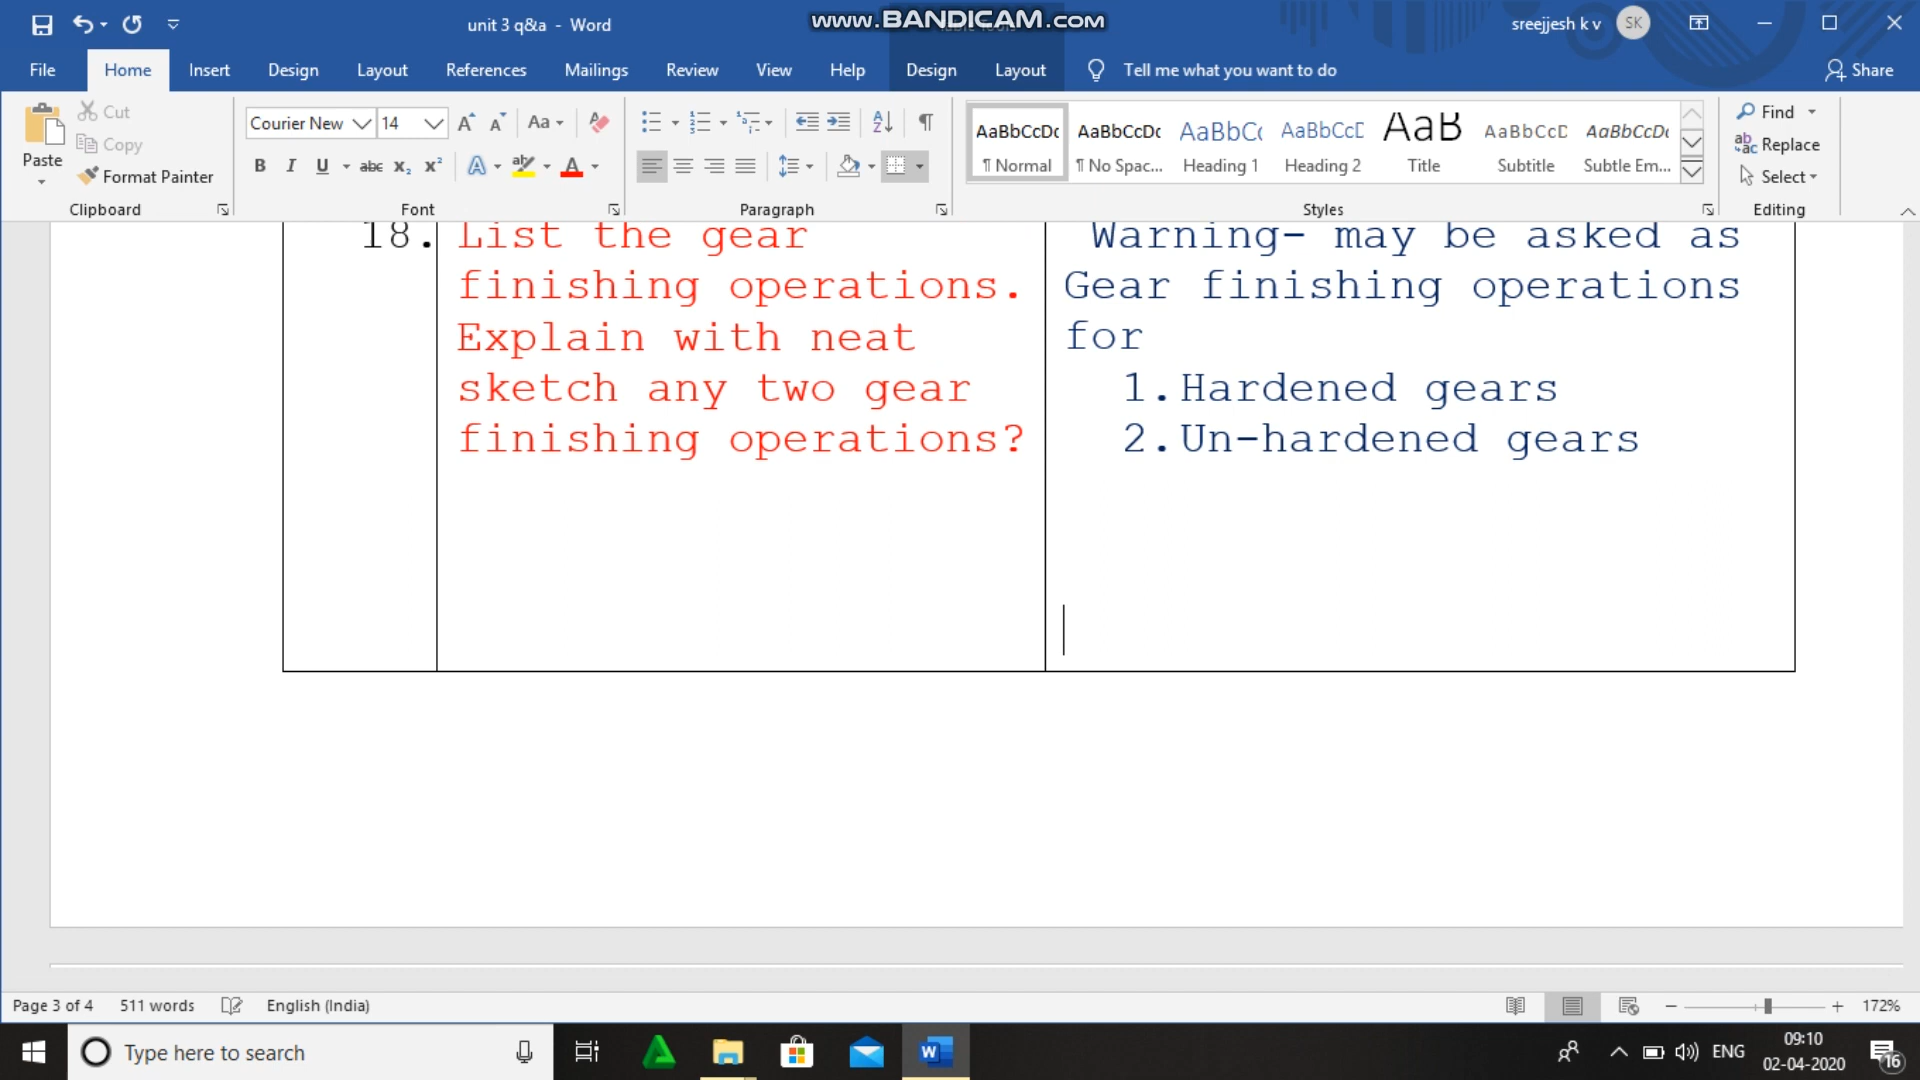 unit 3 q&a - Word
www.BANDICAM.com
sreejjesh k v
SK
File
Home
Insert
Design
Layout
References
Mailings
Review
View
Help
Design
Layout
Tell me what you want to do
Share
Paste
Cut
Copy
Format Painter
Clipboard
Courier New
14
Font
Paragraph
AaBbCcDc
¶ Normal
AaBbCcDc
¶ No Spac...
AaBbCc
Heading 1
AaBbCcD
Heading 2
AaB
Title
AaBbCcD
Subtitle
AaBbCcDc
Subtle Em...
Styles
Find
Replace
Select
Editing
18.
List the gear
finishing operations.
Explain with neat
sketch any two gear
finishing operations?
Warning- may be asked as
Gear finishing operations
for
1.Hardened gears
2.Un-hardened gears
Page 3 of 4
511 words
English (India)
172%
Type here to search
ENG
09:10
02-04-2020
16